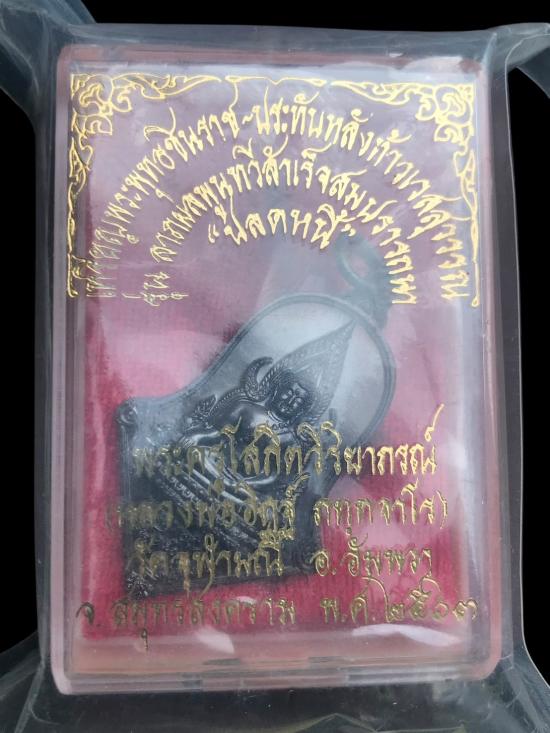 เหรียญพระพุทธชินราช-ประทับหลังท้าวเวสสุวรรณ
รุ่น ลาภผลพูนทวีสำเร็จสมปรารถนา
"ปลดหนี้"
พระครูโสภิตวิริยาภรณ์
(หลวงพ่ออิฏฐ์ ภทฺทจาโร)
วัดจุฬามณี อ.อัมพวา
จ.สมุทรสงคราม พ.ศ.๒๕๖๓